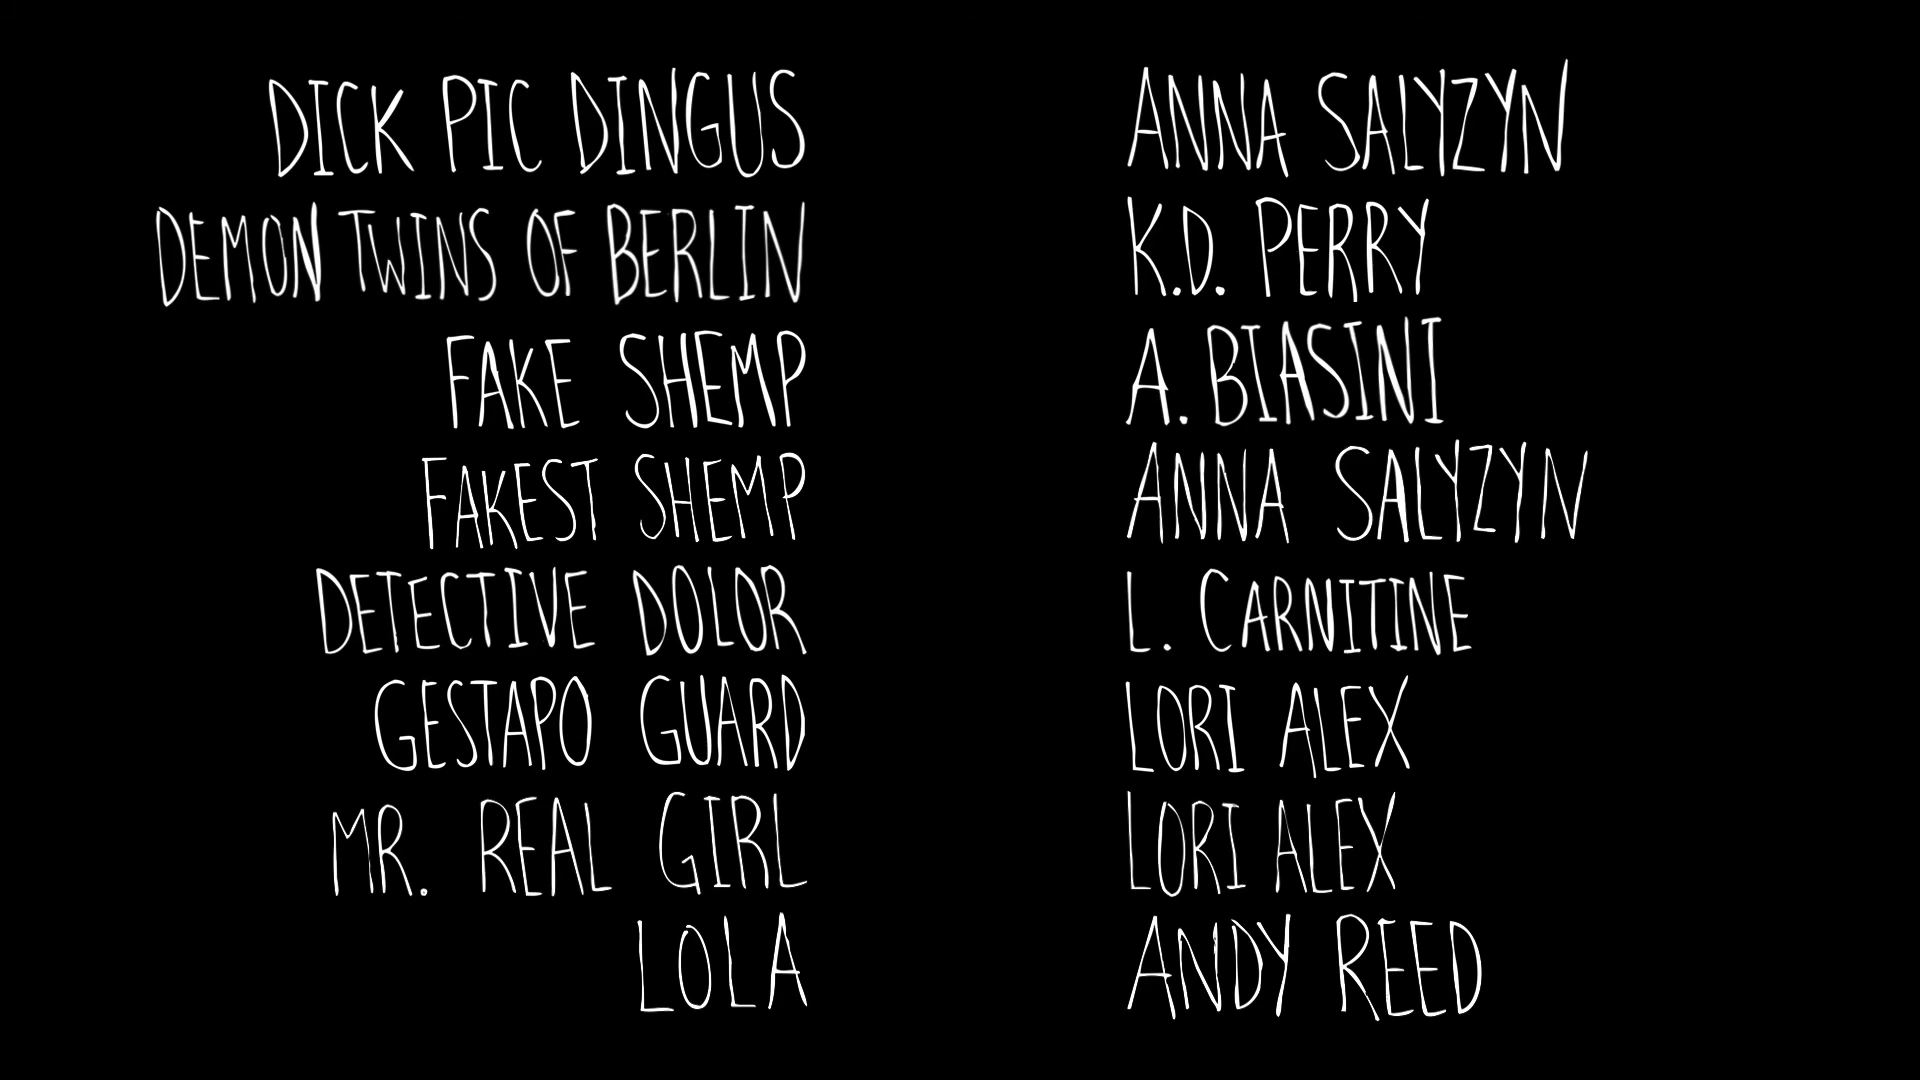 DICK PIC DINGUS ANNA SALYZYN
DEMON TWINS OF BERLIN K.D. PERRY
FAKE SHEMP A. BIASINI
FAKEST SHEMP ANNA SALYZYN
DETECTIVE DOLOR L. CARNITINE
GESTAPO GUARD LORI ALEX
MR. REAL GIRL LORI ALEX
LOLA ANDY REED